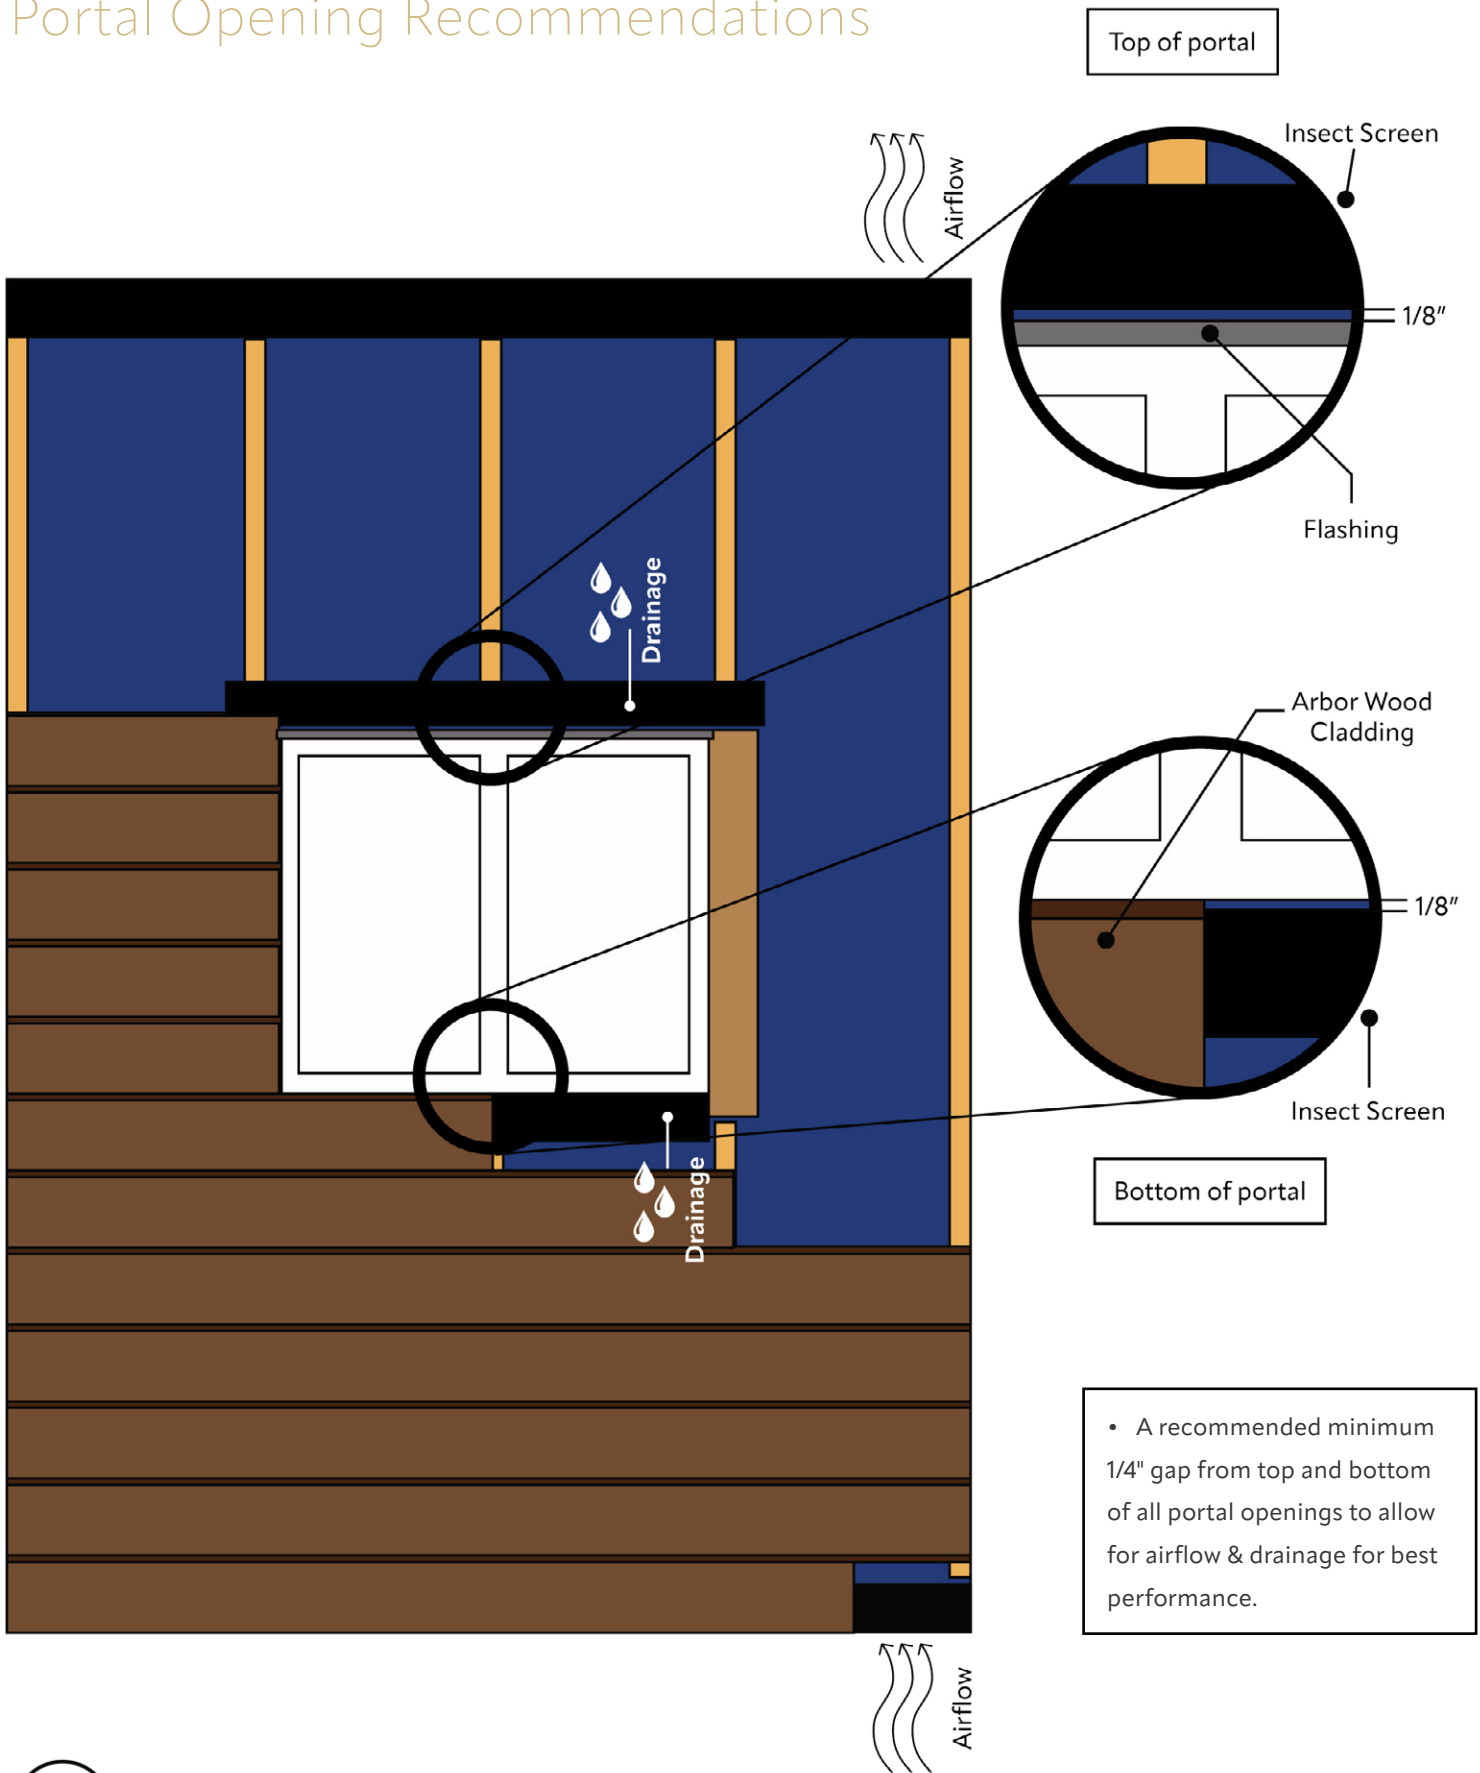 Portal Opening Recommendations
Top of portal
Insect Screen
Airflow
1/8"
Flashing
Drainage
Arbor Wood
Cladding
1/8"
Insect Screen
Bottom of portal
Drainage
• A recommended minimum
1/4" gap from top and bottom
of all portal openings to allow
for airflow & drainage for best
performance.
Airflow